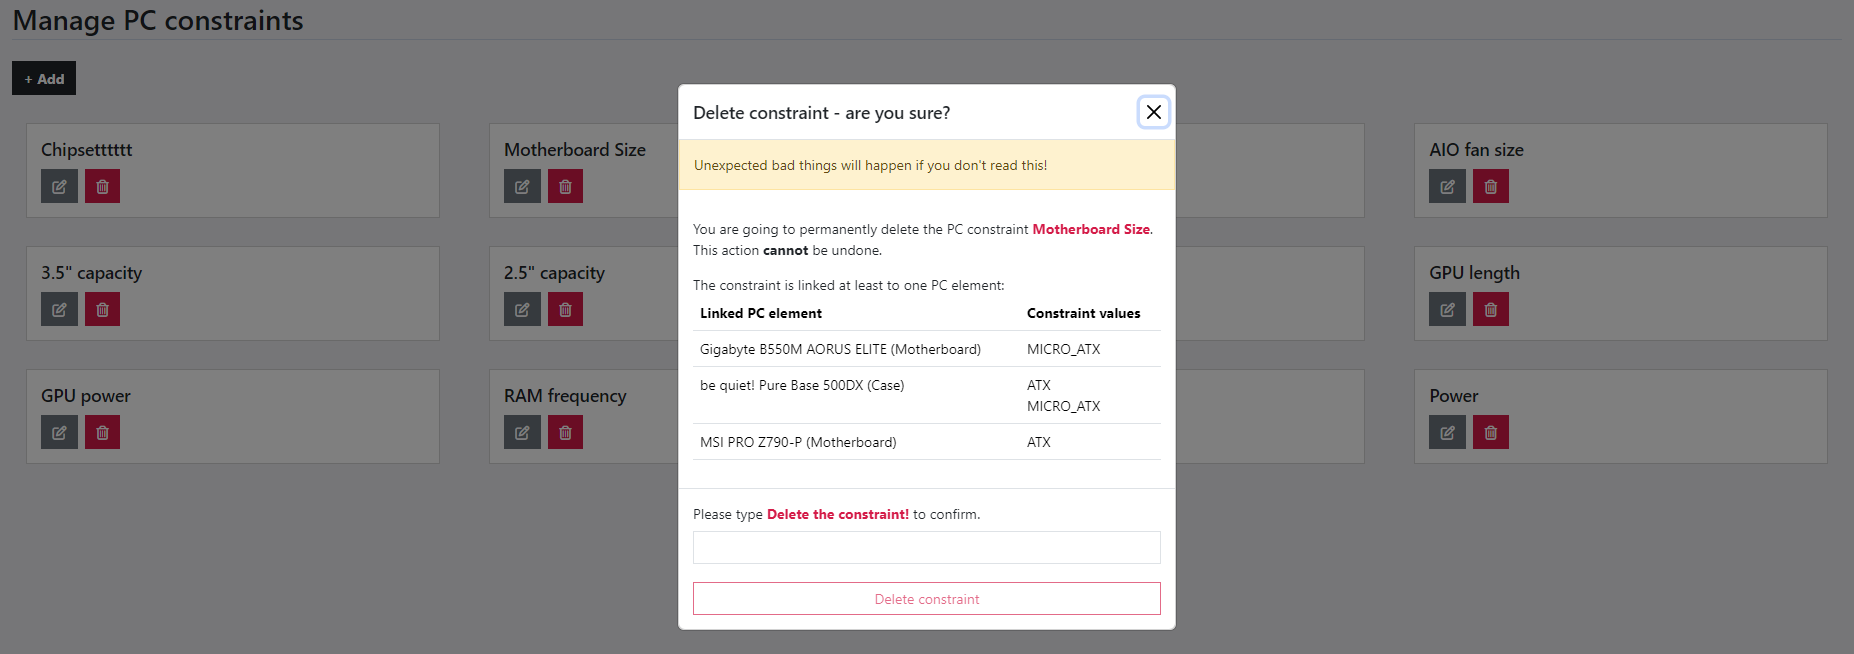 Manage PC constraints
+ Add
Chipsetttttt
Motherboard Size
AIO fan size
3.5" capacity
2.5" capacity
GPU length
GPU power
RAM frequency
Power
Delete constraint - are you sure?
Unexpected bad things will happen if you don't read this!
You are going to permanently delete the PC constraint Motherboard Size.
This action cannot be undone.
The constraint is linked at least to one PC element:
Linked PC element Constraint values
Gigabyte B550M AORUS ELITE (Motherboard) MICRO_ATX
be quiet! Pure Base 500DX (Case) ATX
MICRO_ATX
MSI PRO Z790-P (Motherboard) ATX
Please type Delete the constraint! to confirm.
Delete constraint